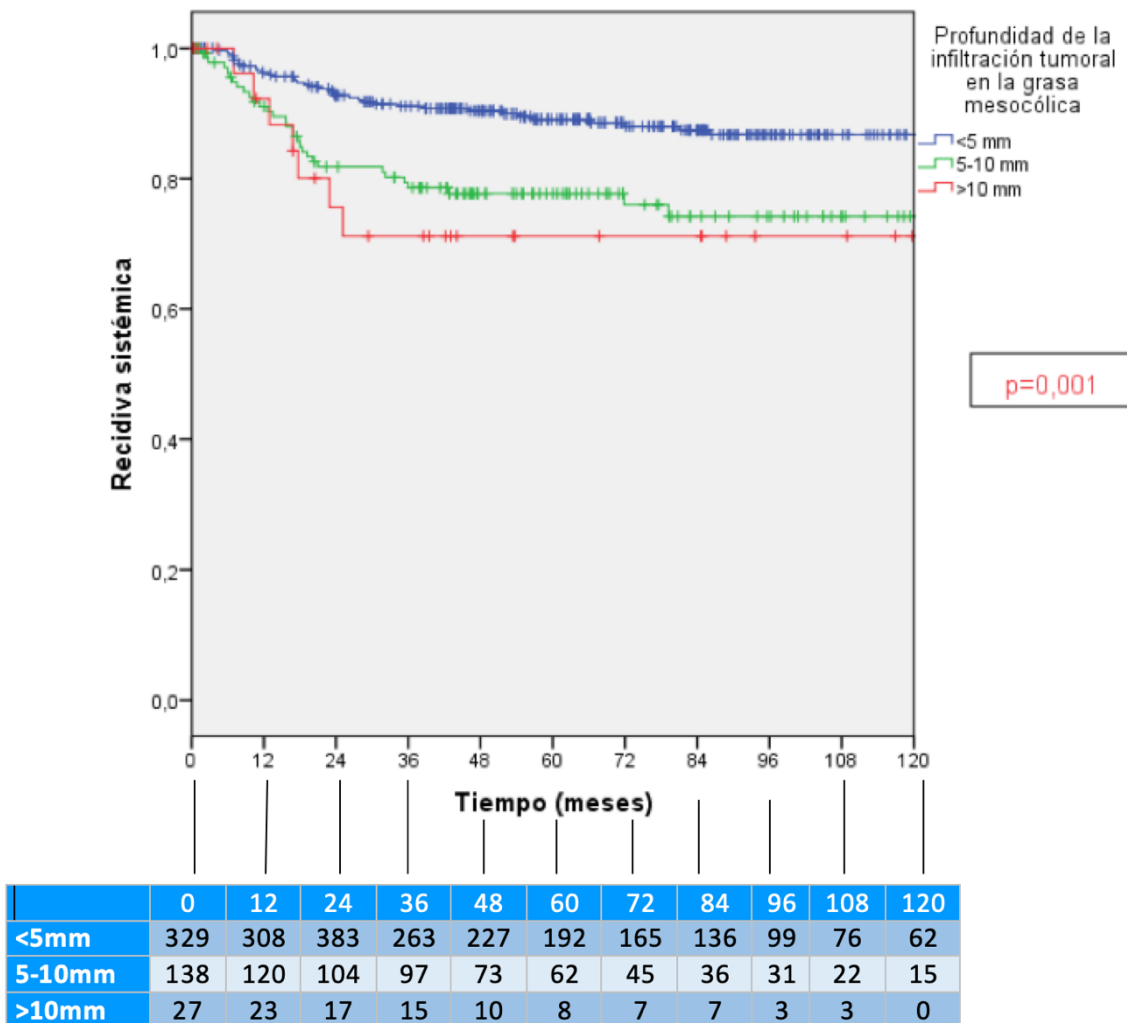 Profundidad de la
infiltración tumoral
en la grasa
mesocólica
<5 mm
5-10 mm
>10 mm
p=0,001
Recidiva sistémica
1,0
0,8
0,6
0,4
0,2
0,0
0 12 24 36 48 60 72 84 96 108 120
Tiempo (meses)
0 12 24 36 48 60 72 84 96 108 120
<5mm 329 308 383 263 227 192 165 136 99 76 62
5-10mm 138 120 104 97 73 62 45 36 31 22 15
>10mm 27 23 17 15 10 8 7 7 3 3 0